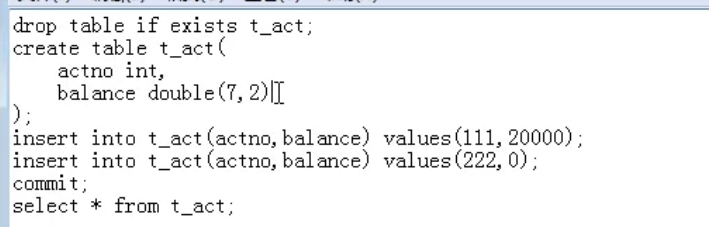 drop table if exists t_act;
create table t_act(
    actno int,
    balance double(7,2)
);
insert into t_act(actno,balance) values(111,20000);
insert into t_act(actno,balance) values(222,0);
commit;
select * from t_act;